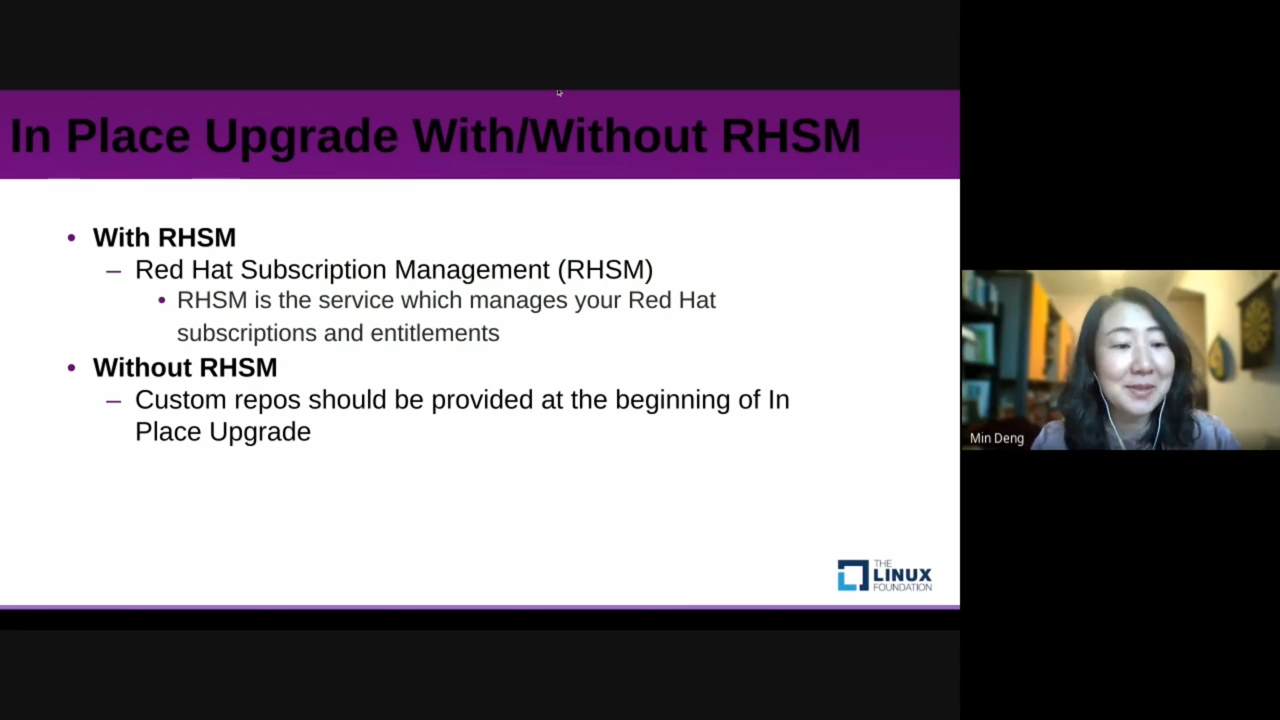 In Place Upgrade With/Without RHSM
• With RHSM
– Red Hat Subscription Management (RHSM)
• RHSM is the service which manages your Red Hat
subscriptions and entitlements
• Without RHSM
– Custom repos should be provided at the beginning of In
Place Upgrade
THE
LINUX
FOUNDATION
Min Deng